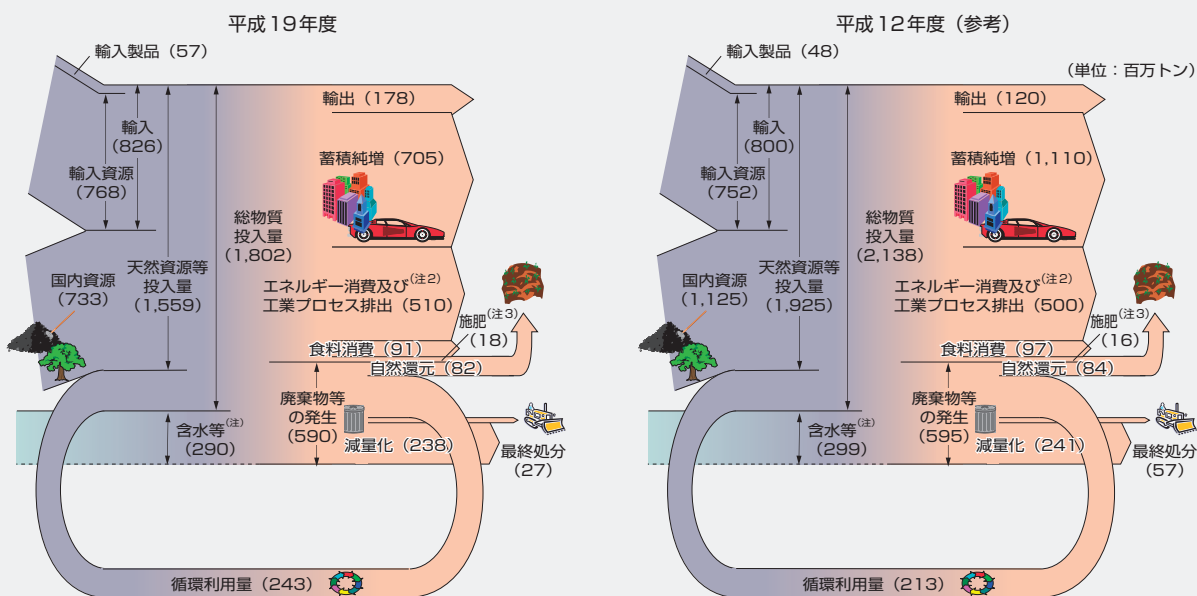 平成19年度
輸入製品（57）
輸出（178）
輸入
（826）
蓄積純増（705）
輸入資源
（768）
総物質
投入量
（1,802）
国内資源
（733）
天然資源等
投入量
（1,559）
エネルギー消費及び（注2）
工業プロセス排出（510）
施肥（注3）
（18）
食料消費（91）
自然還元（82）
廃棄物等
の発生
（590）
含水等（注）
（290）
減量化（238）
最終処分
（27）
循環利用量（243）
平成12年度（参考）
（単位：百万トン）
輸入製品（48）
輸出（120）
輸入
（800）
蓄積純増（1,110）
輸入資源
（752）
総物質
投入量
（2,138）
国内資源
（1,125）
天然資源等
投入量
（1,925）
エネルギー消費及び（注2）
工業プロセス排出（500）
施肥（注3）
（16）
食料消費（97）
自然還元（84）
廃棄物等
の発生
（595）
含水等（注）
（299）
減量化（241）
最終処分
（57）
循環利用量（213）